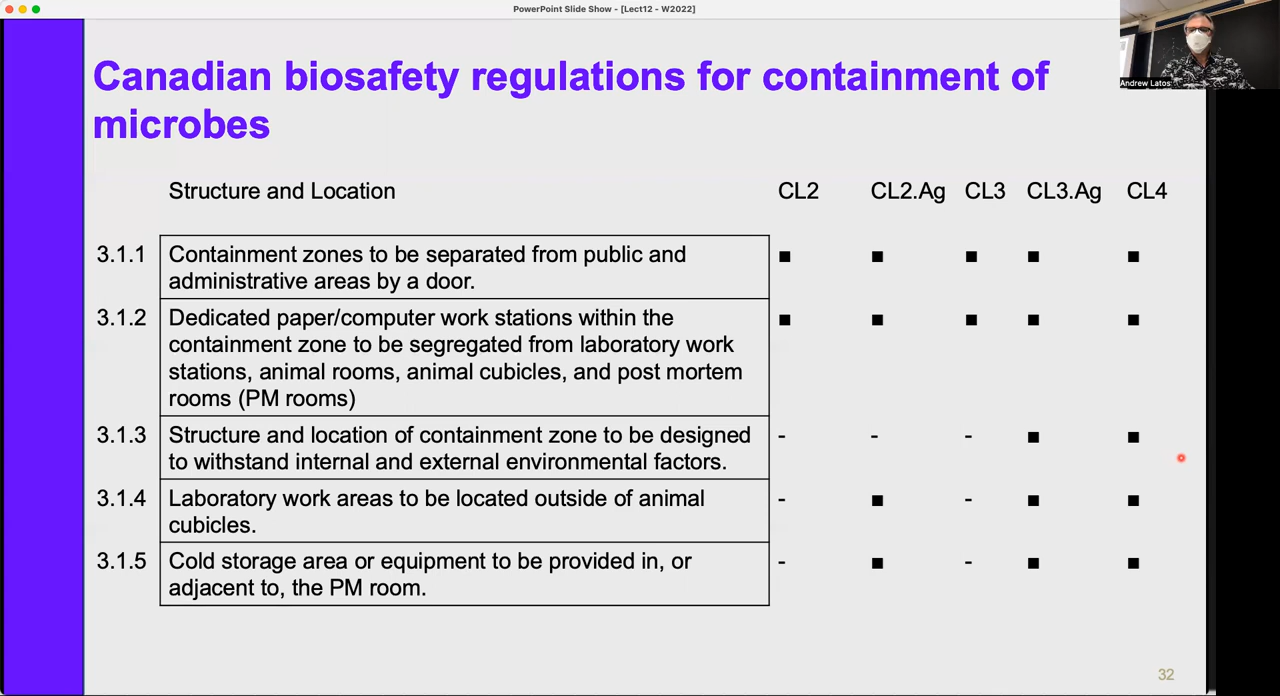 PowerPoint Slide Show - [Lect12 - W2022]
Andrew Latos
Canadian biosafety regulations for containment of
microbes
Structure and Location CL2 CL2.Ag CL3 CL3.Ag CL4
3.1.1 Containment zones to be separated from public and ■ ■ ■ ■ ■
administrative areas by a door.
3.1.2 Dedicated paper/computer work stations within the ■ ■ ■ ■ ■
containment zone to be segregated from laboratory work
stations, animal rooms, animal cubicles, and post mortem
rooms (PM rooms)
3.1.3 Structure and location of containment zone to be designed - - - ■ ■
to withstand internal and external environmental factors.
3.1.4 Laboratory work areas to be located outside of animal - ■ - ■ ■
cubicles.
3.1.5 Cold storage area or equipment to be provided in, or - ■ - ■ ■
adjacent to, the PM room.
32